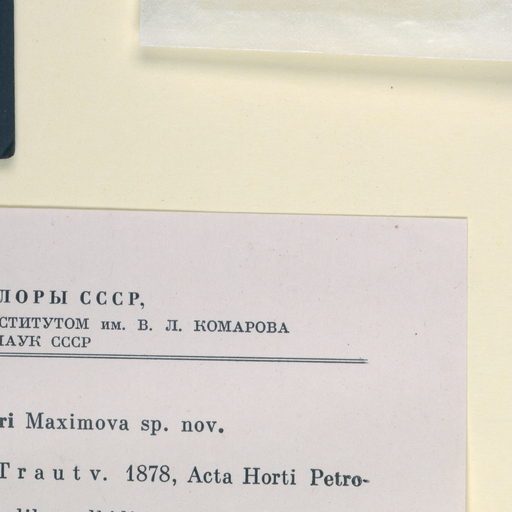 ЛОРЫ СССР,
СТИТУТОМ им. В. Л. КОМАРОВА
НАУК СССР
ri Maximova sp. nov.
Trautv. 1878, Acta Horti Petro-